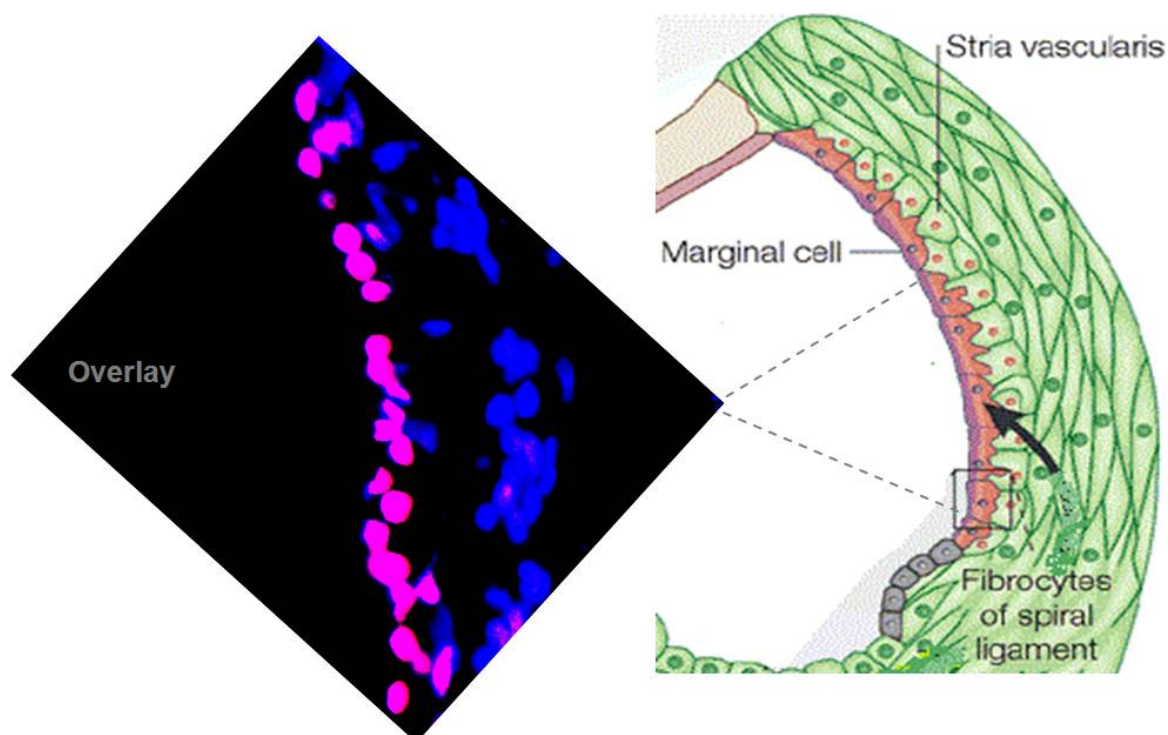 Overlay
Stria vascularis
Marginal cell
Fibrocytes
of spiral
ligament